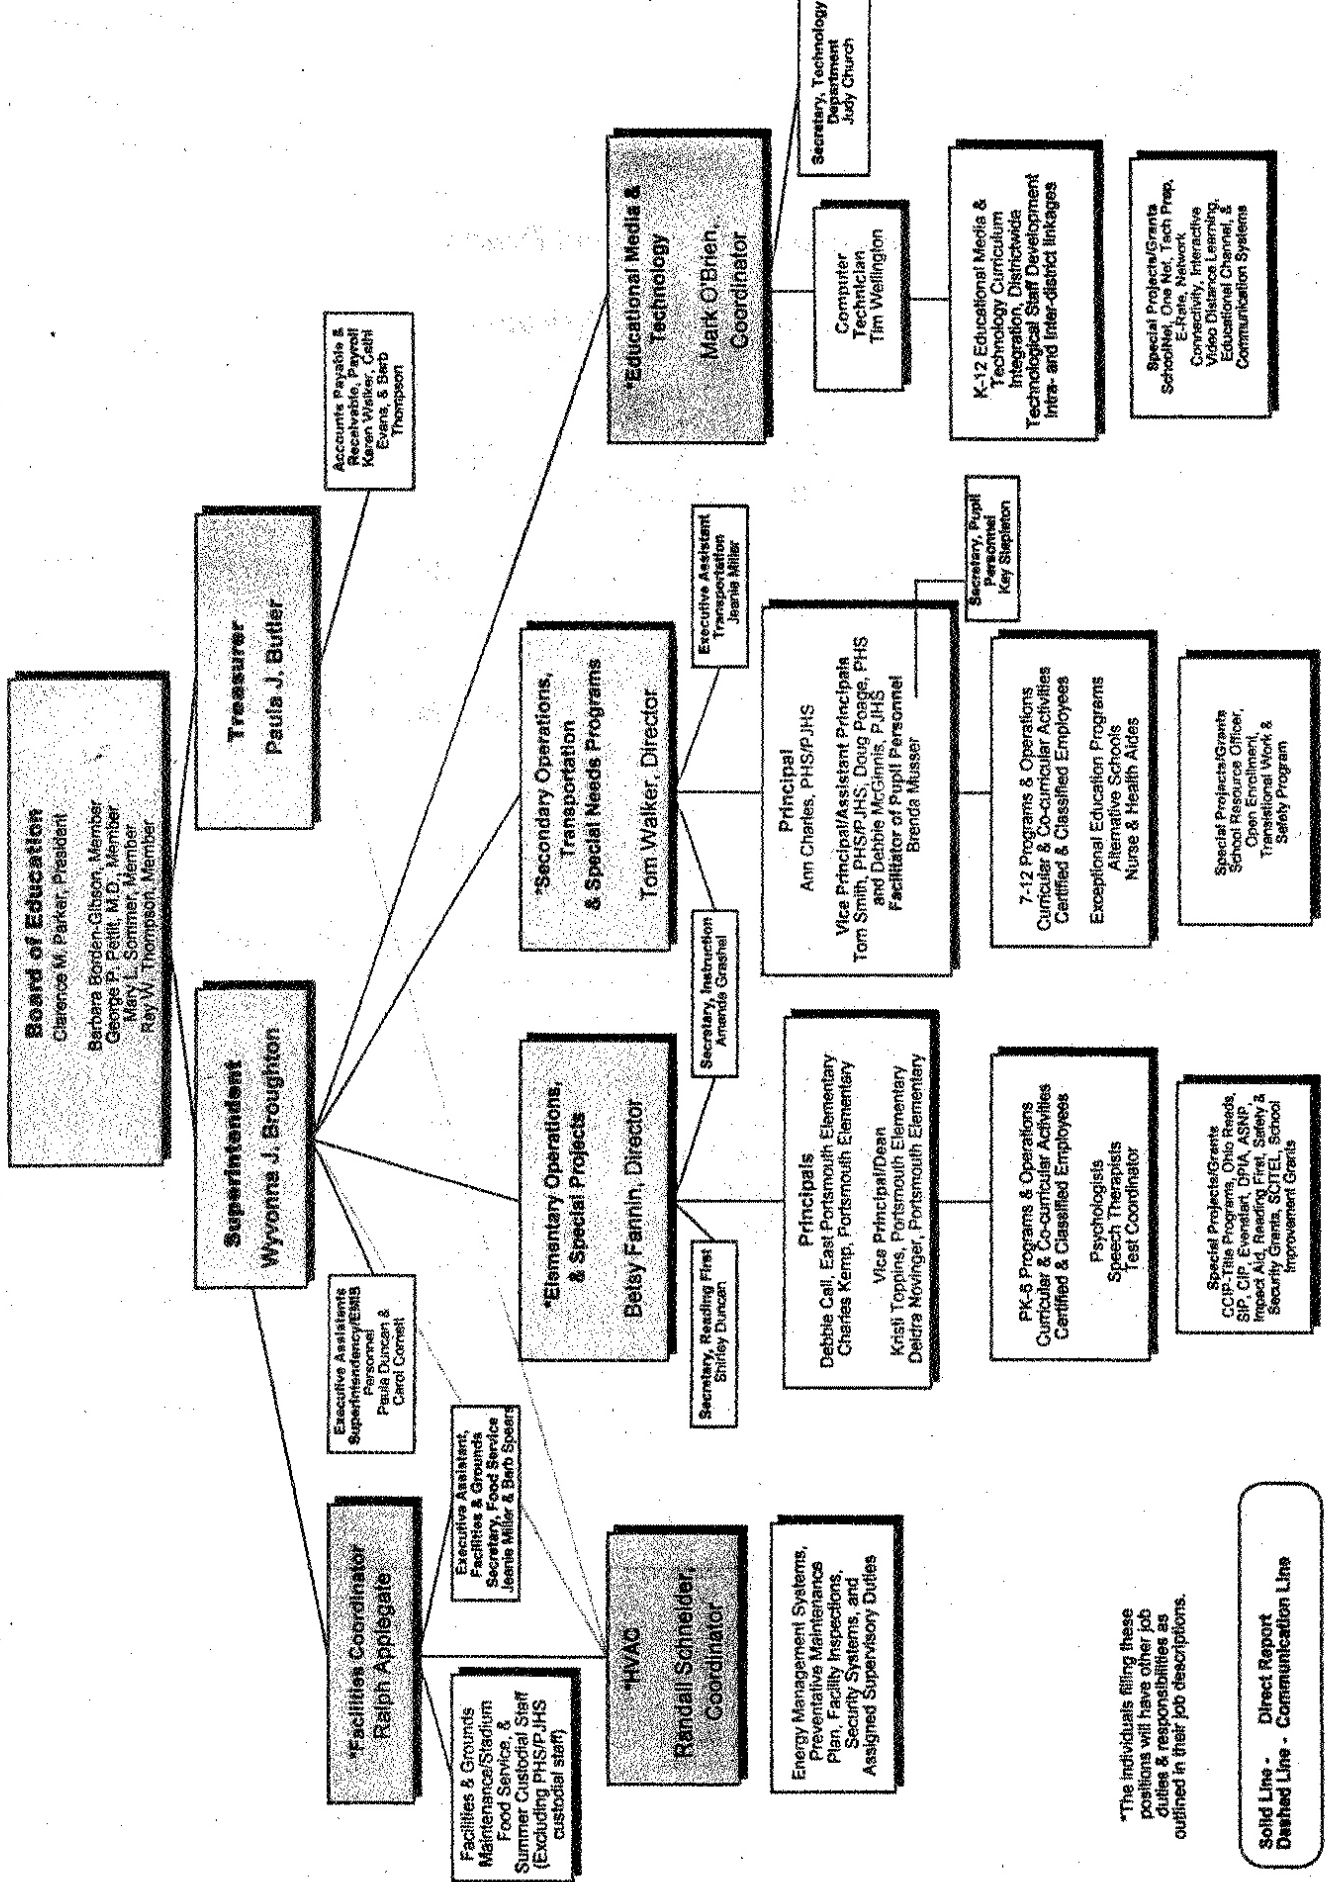 Board of Education
Clarence M. Parker, President
Barbara Borden-Gibson, Member
George P. Pettit, M.D., Member
Mary L. Sommer, Member
Ray W. Thompson, Member
Superintendent
Wyvonna J. Broughton
Treasurer
Paula J. Butler
Executive Assistants
Superintendency/EMIS
Personnel
Paula Duncan &
Carol Cornett
Accounts Payable &
Receivable, Payroll
Karen Walker, Cathi
Evans, & Barb
Thompson
*Facilities Coordinator
Ralph Applegate
Facilities & Grounds
Maintenance/Stadium
Food Service, &
Summer Custodial Staff
(Excluding PHS/PJHS
custodial staff)
Executive Assistant,
Facilities & Grounds
Secretary, Food Service
Jeanie Miller & Barb Spears
*HVAC
Randall Schneider,
Coordinator
Energy Management Systems,
Preventative Maintenance
Plan, Facility Inspections,
Security Systems, and
Assigned Supervisory Duties
*Elementary Operations,
& Special Projects
Betsy Fannin, Director
Secretary, Reading First
Shirley Duncan
Secretary, Instruction
Amanda Grashel
Principals
Debbie Call, East Portsmouth Elementary
Charles Kemp, Portsmouth Elementary
Vice Principal/Dean
Kristi Toppins, Portsmouth Elementary
Deidra Novinger, Portsmouth Elementary
PK-6 Programs & Operations
Curricular & Co-curricular Activities
Certified & Classified Employees
Psychologists
Speech Therapists
Test Coordinator
Special Projects/Grants
CCIP-Title Programs, Ohio Reads,
SIP, CIP, Evenstart, DPIA, ASNP,
Impact Aid, Reading First, Safety &
Security Grants, SCITEL, School
Improvement Grants
*Secondary Operations,
Transportation
& Special Needs Programs
Tom Walker, Director
Executive Assistant
Transportation
Jeanie Miller
Principal
Ann Charles, PHS/PJHS
Vice Principal/Assistant Principals
Tom Smith, PHS/PJHS, Doug Poage, PHS
and Debbie McGinnis, PJHS
Facilitator of Pupil Personnel
Brenda Musser
Secretary, Pupil
Personnel
Kay Stapleton
7-12 Programs & Operations
Curricular & Co-curricular Activities
Certified & Classified Employees
Exceptional Education Programs
Alternative Schools
Nurse & Health Aides
Special Projects/Grants
School Resource Officer,
Open Enrollment,
Transitional Work &
Safety Program
*Educational Media &
Technology
Mark O'Brien,
Coordinator
Secretary, Technology
Department
Judy Church
Computer
Technician
Tim Wellington
K-12 Educational Media &
Technology Curriculum
Integration, Districtwide
Technological Staff Development
Intra- and Inter-district linkages
Special Projects/Grants
SchoolNet, One Net, Tech Prep,
E-Rate, Network
Connectivity, Interactive
Video Distance Learning,
Educational Channel, &
Communication Systems
*The individuals filling these
positions will have other job
duties & responsibilities as
outlined in their job descriptions.
Solid Line - Direct Report
Dashed Line - Communication Line